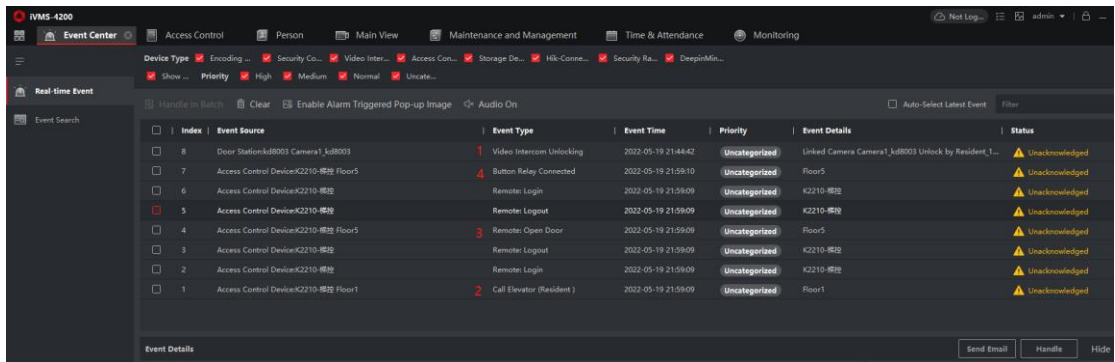 iVMS-4200 Not Log... admin
Event Center Access Control Person Main View Maintenance and Management Time & Attendance Monitoring
Device Type Encoding ... Security Co... Video Inter... Access Con... Storage De... Hik-Conne... Security Ra... DeepinMin...
Show ... Priority High Medium Normal Uncate...
Real-time Event
Handle in Batch Clear Enable Alarm Triggered Pop-up Image Audio On Auto-Select Latest Event Filter
Event Search
Index Event Source Event Type Event Time Priority Event Details Status
8 Door Station:kd8003 Camera1_kd8003 1 Video Intercom Unlocking 2022-05-19 21:44:42 Uncategorized Linked Camera Camera1_kd8003 Unlock by Resident_1... Unacknowledged
7 Access Control Device:K2210-梯控 Floor5 4 Button Relay Connected 2022-05-19 21:59:10 Uncategorized Floor5 Unacknowledged
6 Access Control Device:K2210-梯控 Remote: Login 2022-05-19 21:59:09 Uncategorized K2210-梯控 Unacknowledged
5 Access Control Device:K2210-梯控 Remote: Logout 2022-05-19 21:59:09 Uncategorized K2210-梯控 Unacknowledged
4 Access Control Device:K2210-梯控 Floor5 3 Remote: Open Door 2022-05-19 21:59:09 Uncategorized Floor5 Unacknowledged
3 Access Control Device:K2210-梯控 Remote: Logout 2022-05-19 21:59:09 Uncategorized K2210-梯控 Unacknowledged
2 Access Control Device:K2210-梯控 Remote: Login 2022-05-19 21:59:09 Uncategorized K2210-梯控 Unacknowledged
1 Access Control Device:K2210-梯控 Floor1 2 Call Elevator (Resident ) 2022-05-19 21:59:09 Uncategorized Floor1 Unacknowledged
Event Details Send Email Handle Hide